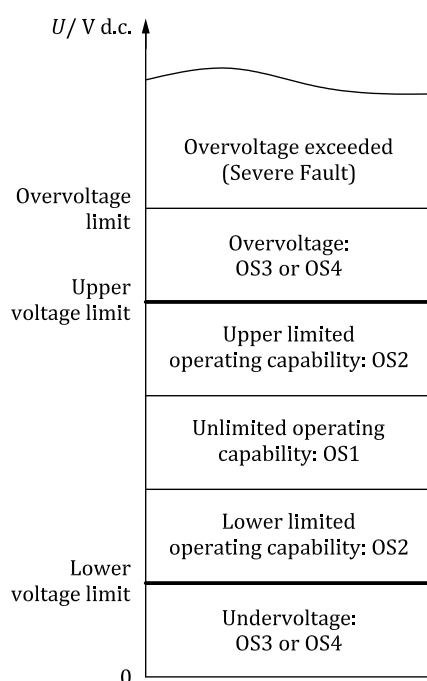 U/ V d.c.
Overvoltage exceeded
(Severe Fault)
Overvoltage
limit
Overvoltage:
OS3 or OS4
Upper
voltage limit
Upper limited
operating capability: OS2
Unlimited operating
capability: OS1
Lower limited
operating capability: OS2
Lower
voltage limit
Undervoltage:
OS3 or OS4
0